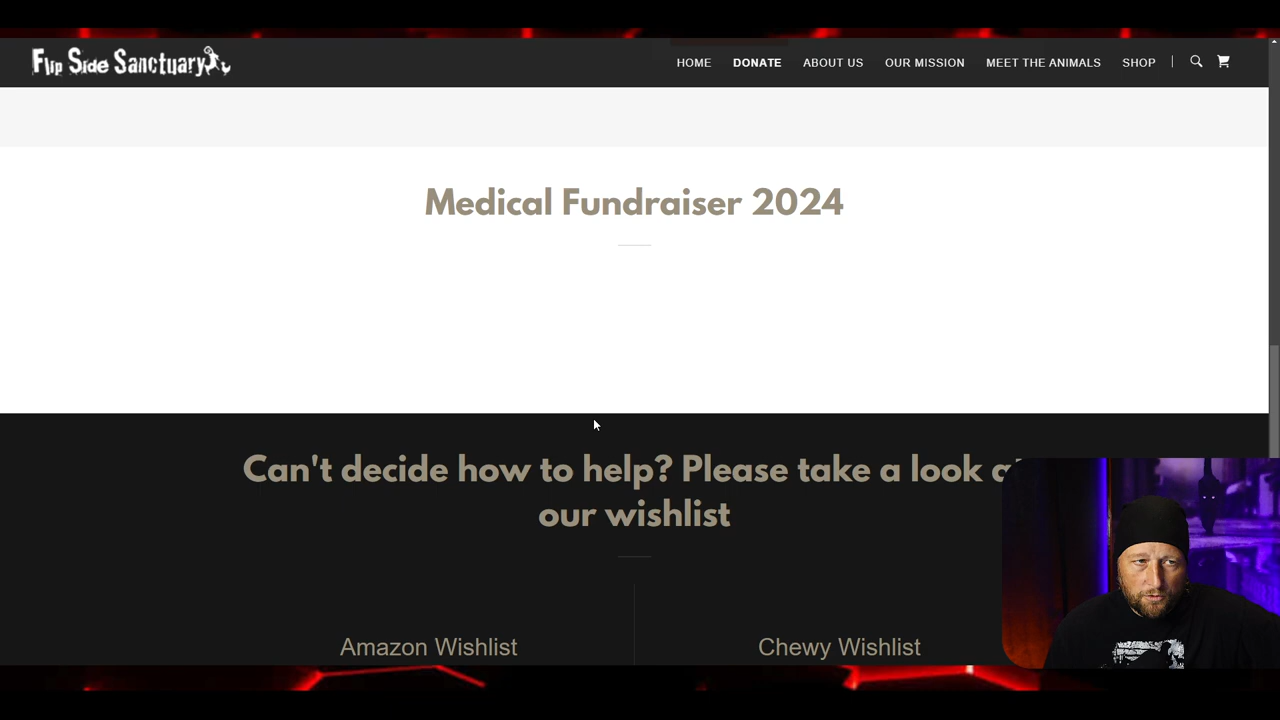 Flip Side Sanctuary
HOME DONATE ABOUT US OUR MISSION MEET THE ANIMALS SHOP
Medical Fundraiser 2024
Can't decide how to help? Please take a look
our wishlist
Amazon Wishlist
Chewy Wishlist